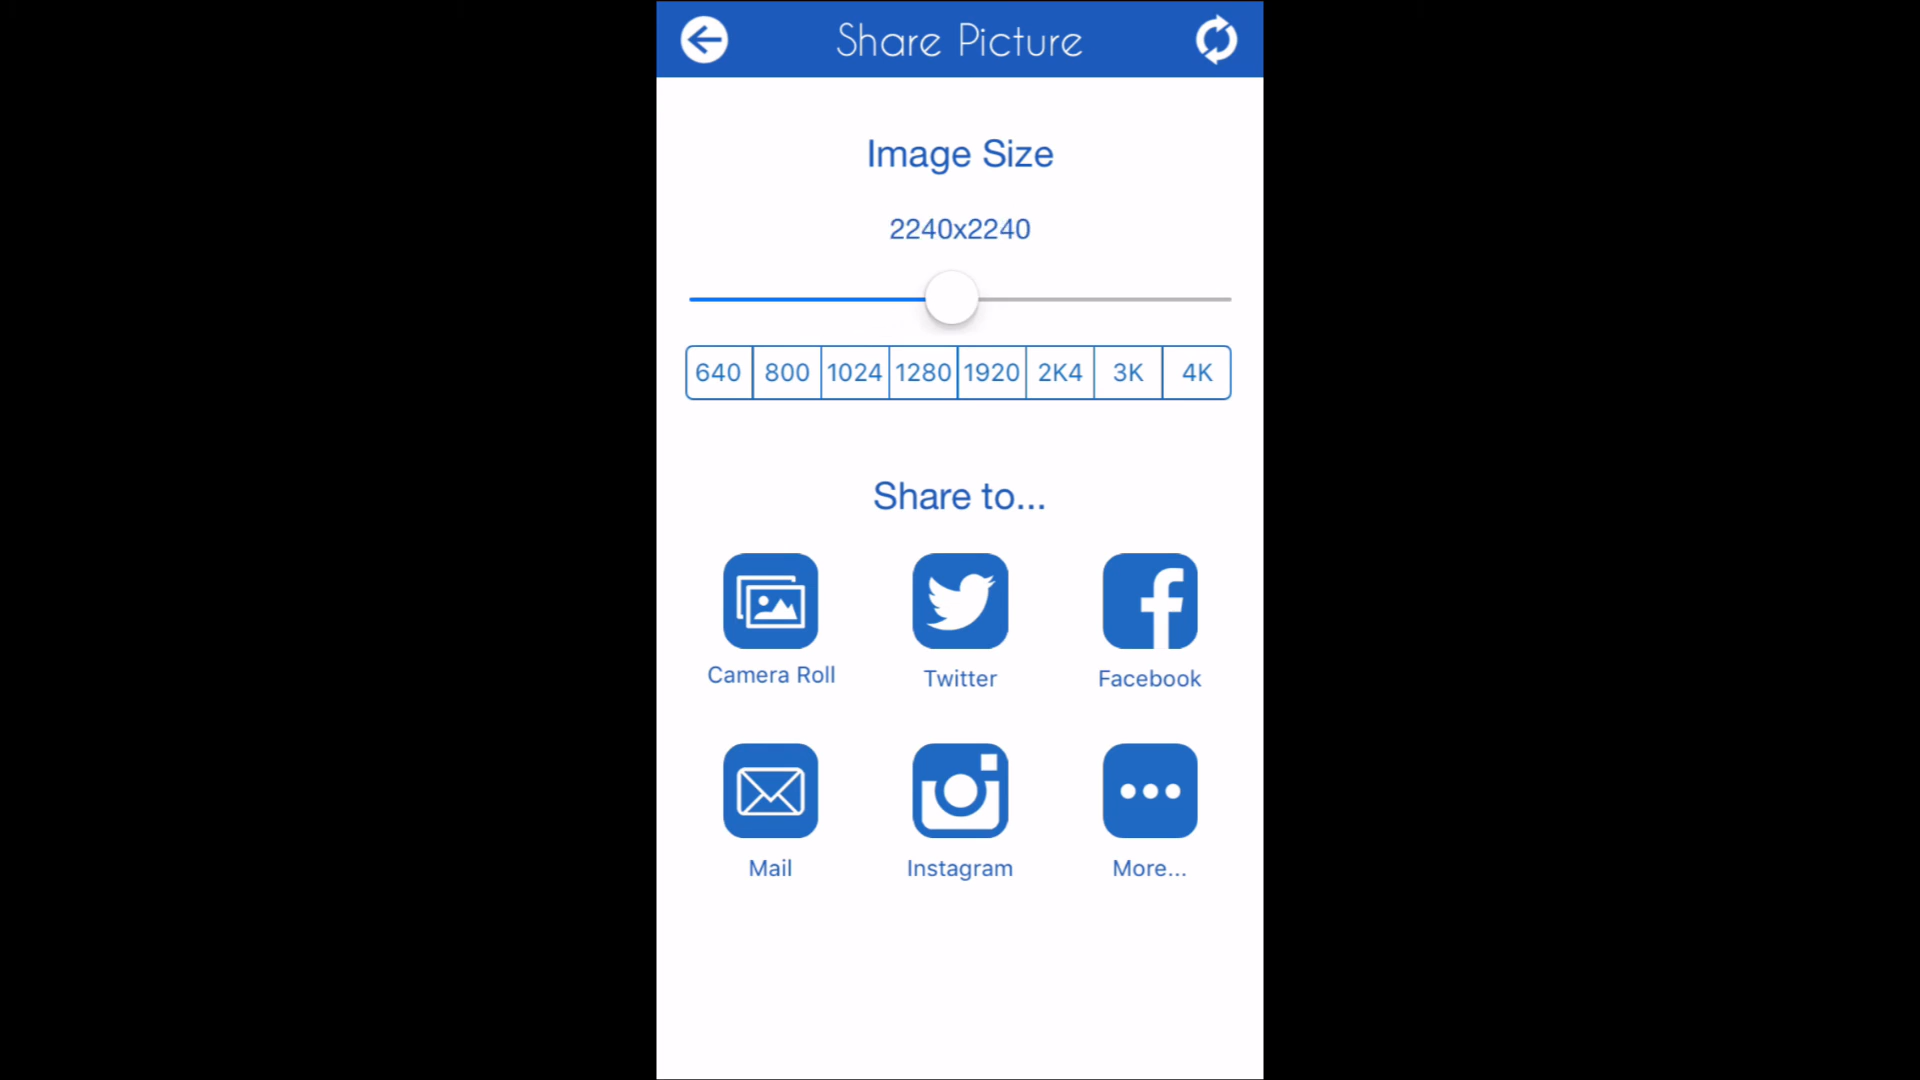 Share Picture
Image Size
2240x2240
640 800 1024 1280 1920 2K4 3K 4K
Share to...
Camera Roll Twitter Facebook
Mail Instagram More...